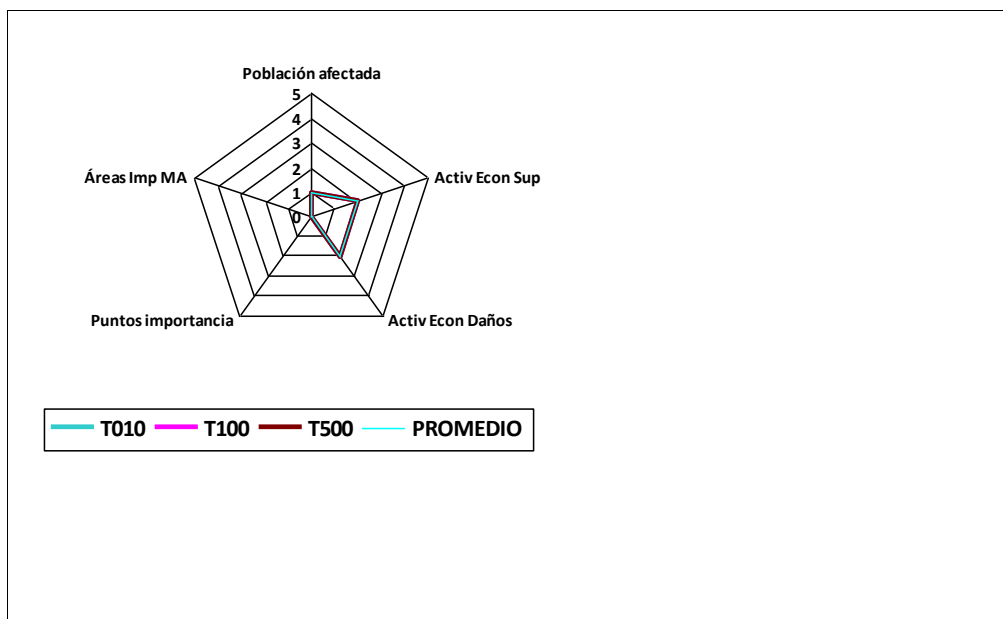 Población afectada
5
4
3
2
1
0
Áreas Imp MA
Activ Econ Sup
Puntos importancia
Activ Econ Daños
T010 T100 T500 PROMEDIO